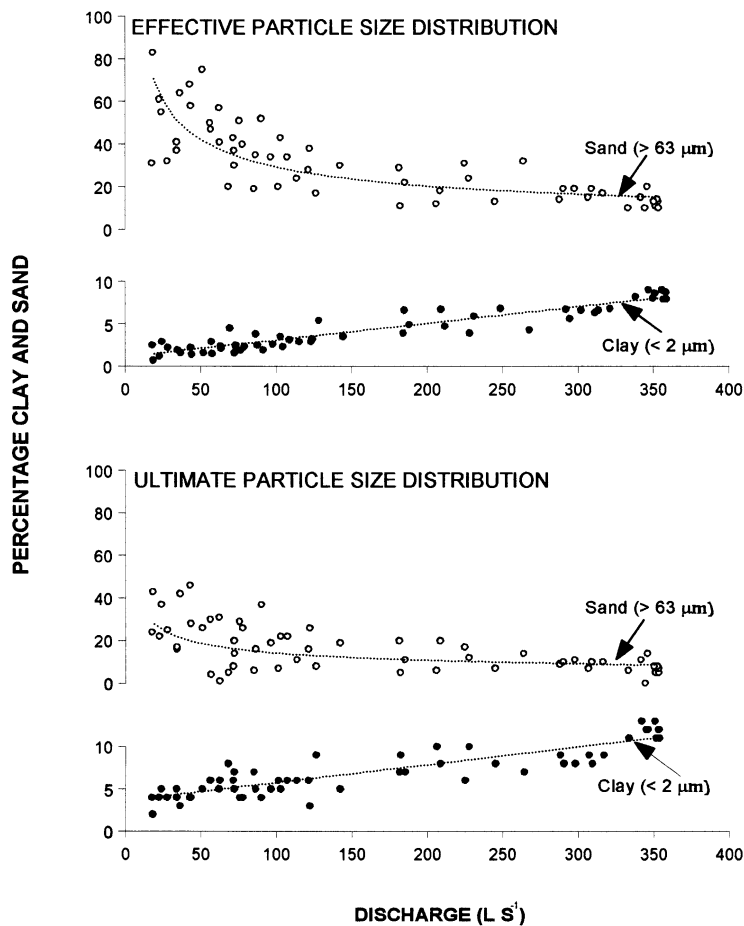 EFFECTIVE PARTICLE SIZE DISTRIBUTION
100
80
60
40
20
0
Sand (> 63 µm)
10
5
0
Clay (< 2 µm)
0 50 100 150 200 250 300 350 400
PERCENTAGE CLAY AND SAND
ULTIMATE PARTICLE SIZE DISTRIBUTION
100
80
60
40
20
0
Sand (> 63 µm)
10
5
0
Clay (< 2 µm)
0 50 100 150 200 250 300 350 400
DISCHARGE (L S⁻¹)